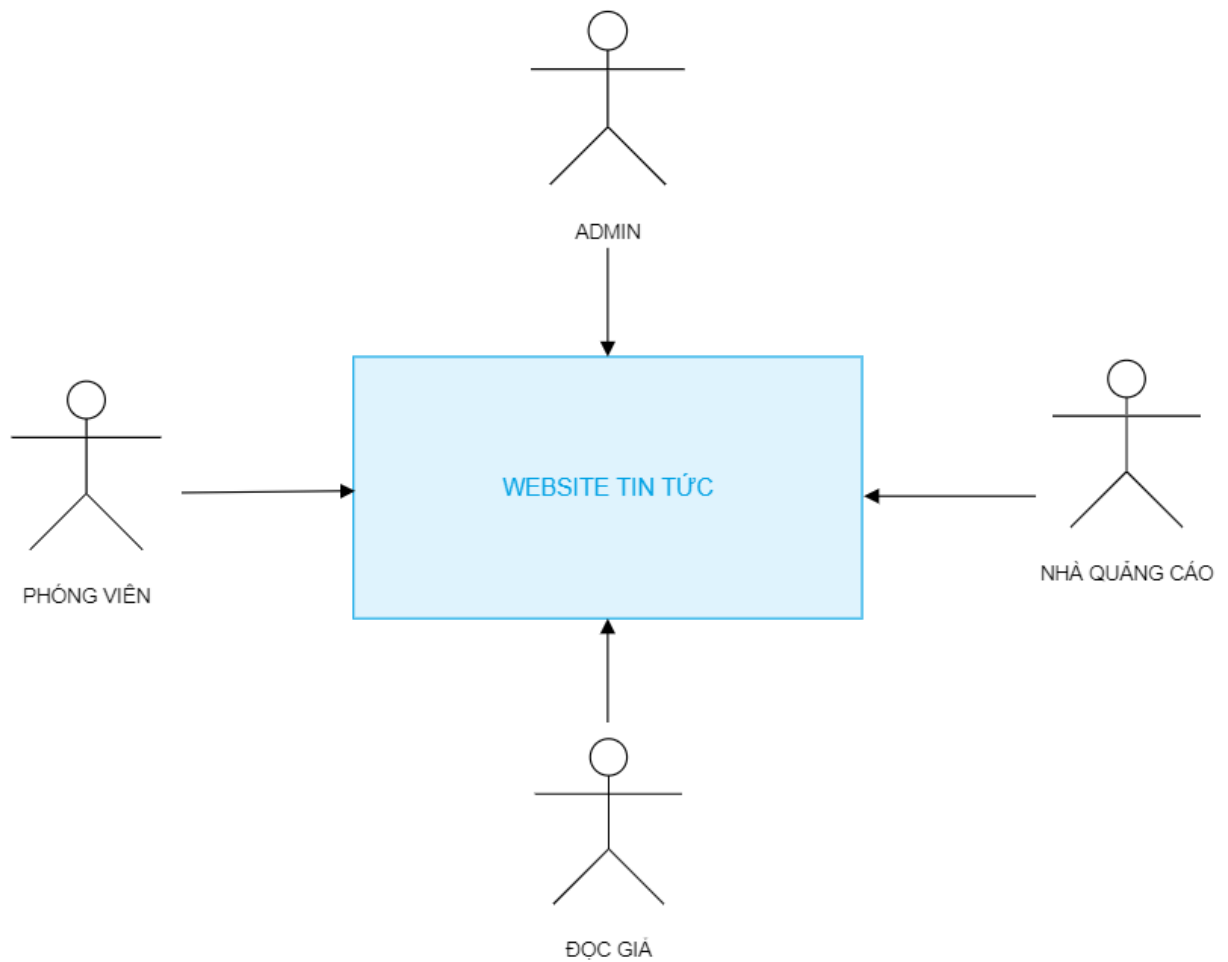 ADMIN
WEBSITE TIN TỨC
PHÓNG VIÊN
NHÀ QUẢNG CÁO
ĐỌC GIẢ